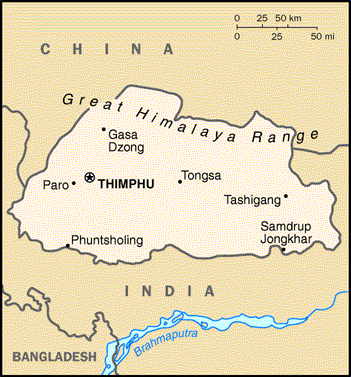 0 25 50 km
0 25 50 mi
CHINA
Great Himalaya Range
Gasa
Dzong
Paro
THIMPHU
Tongsa
Tashigang
Samdrup
Jongkhar
Phuntsholing
INDIA
Brahmaputra
BANGLADESH